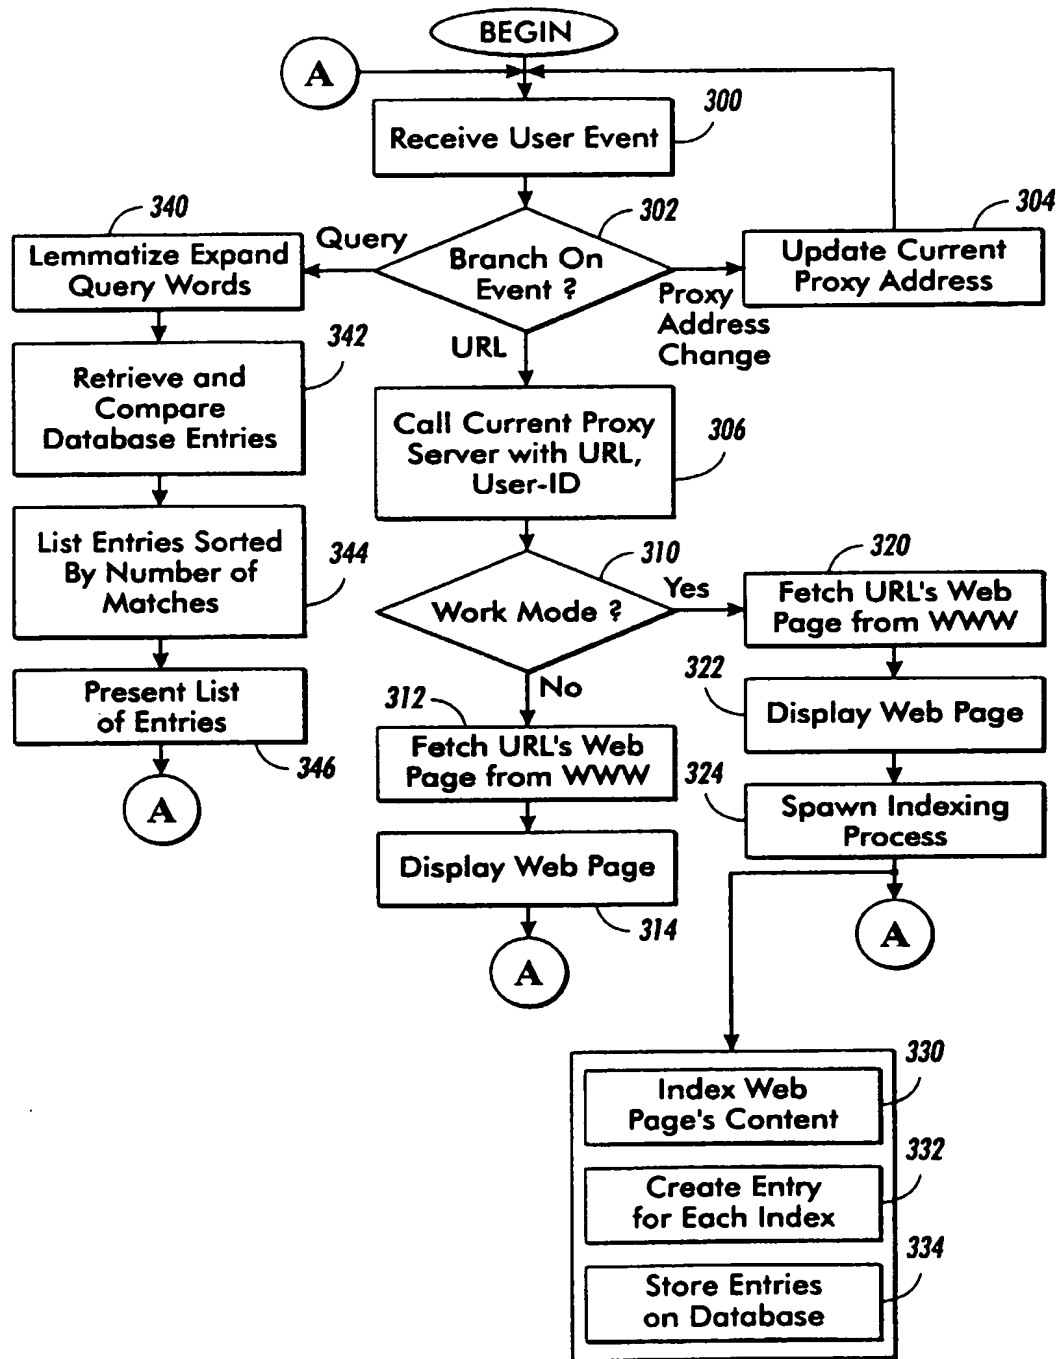 BEGIN
A
300
Receive User Event
340
302
304
Lemmatize Expand
Query Words
Query
Branch On
Event ?
Update Current
Proxy Address
Proxy
Address
Change
URL
342
Retrieve and
Compare
Database Entries
Call Current Proxy
Server with URL,
User-ID
306
List Entries Sorted
By Number of
Matches
344
310
Work Mode ?
Yes
320
Fetch URL's Web
Page from WWW
No
Present List
of Entries
346
A
312
Fetch URL's Web
Page from WWW
322
Display Web Page
324
Spawn Indexing
Process
Display Web Page
314
A
A
330
Index Web
Page's Content
332
Create Entry
for Each Index
334
Store Entries
on Database